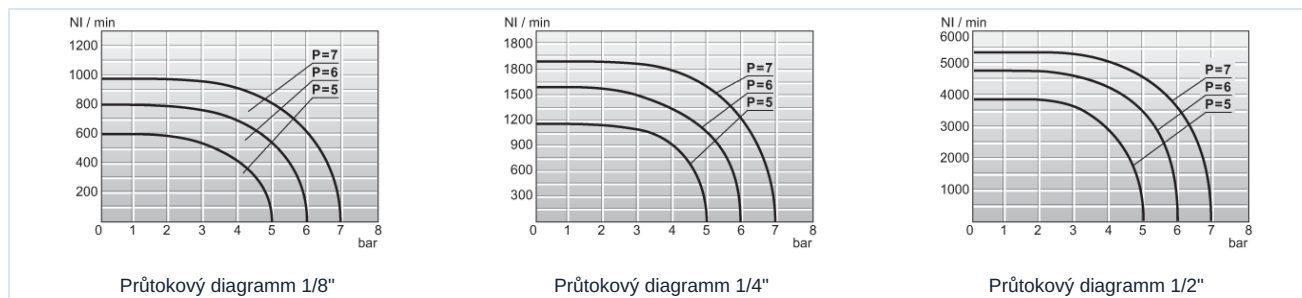 Nl / min
1200
1000
800
600
400
200
0 1 2 3 4 5 6 7 8
bar
P=7
P=6
P=5
Průtokový diagramm 1/8"
Nl / min
1800
1800
1500
1200
900
600
300
0 1 2 3 4 5 6 7 8
bar
P=7
P=6
P=5
Průtokový diagramm 1/4"
Nl / min
6000
5000
4000
3000
2000
1000
0 1 2 3 4 5 6 7 8
bar
P=7
P=6
P=5
Průtokový diagramm 1/2"